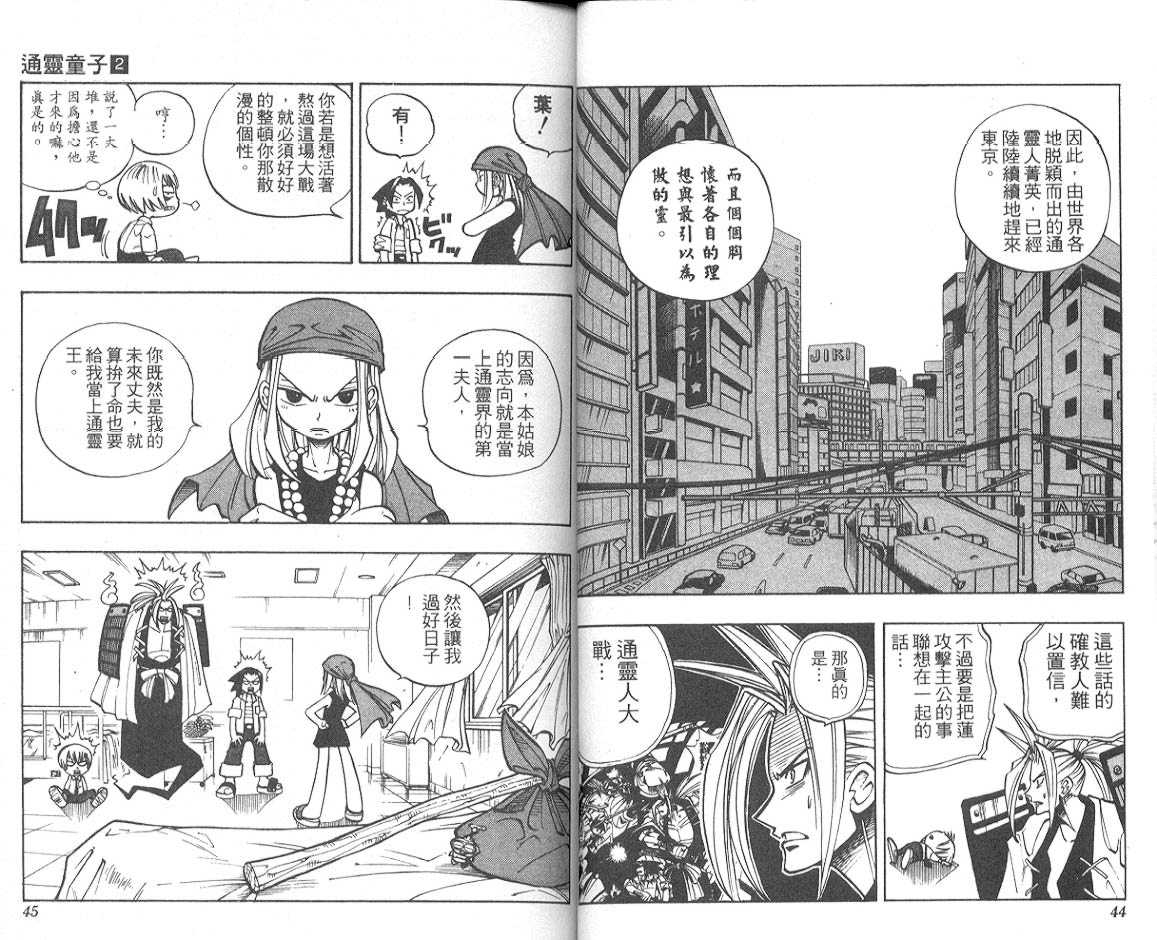 因此，由世界各
地脫穎而出的通
靈人菁英，已經
陸陸續續地趕來
東京。
而且個個胸
懷著各自的理
想與最引以為
傲的靈。
ホテル★
JIKI
這些話的
確教人難
以置信，
不過要是把蓮
攻擊主公的事
聯想在一起的
話…
那真的
是…
通靈人大
戰…
44
通靈童子2
葉！
有！
ビクッ
你若是想活著
熬過這場大戰
，就必須好好
的整頓你那散
漫的個性。
哼…
說了一大
堆，還不是
因為擔心他
才來的嘛，
真是的。
因為，本姑娘
的志向就是當
上通靈界的第
一夫人，
你既然是我的
未來丈夫，就
算拚了命也要
給我當上通靈
王。
然後讓我
過好日子
！
45